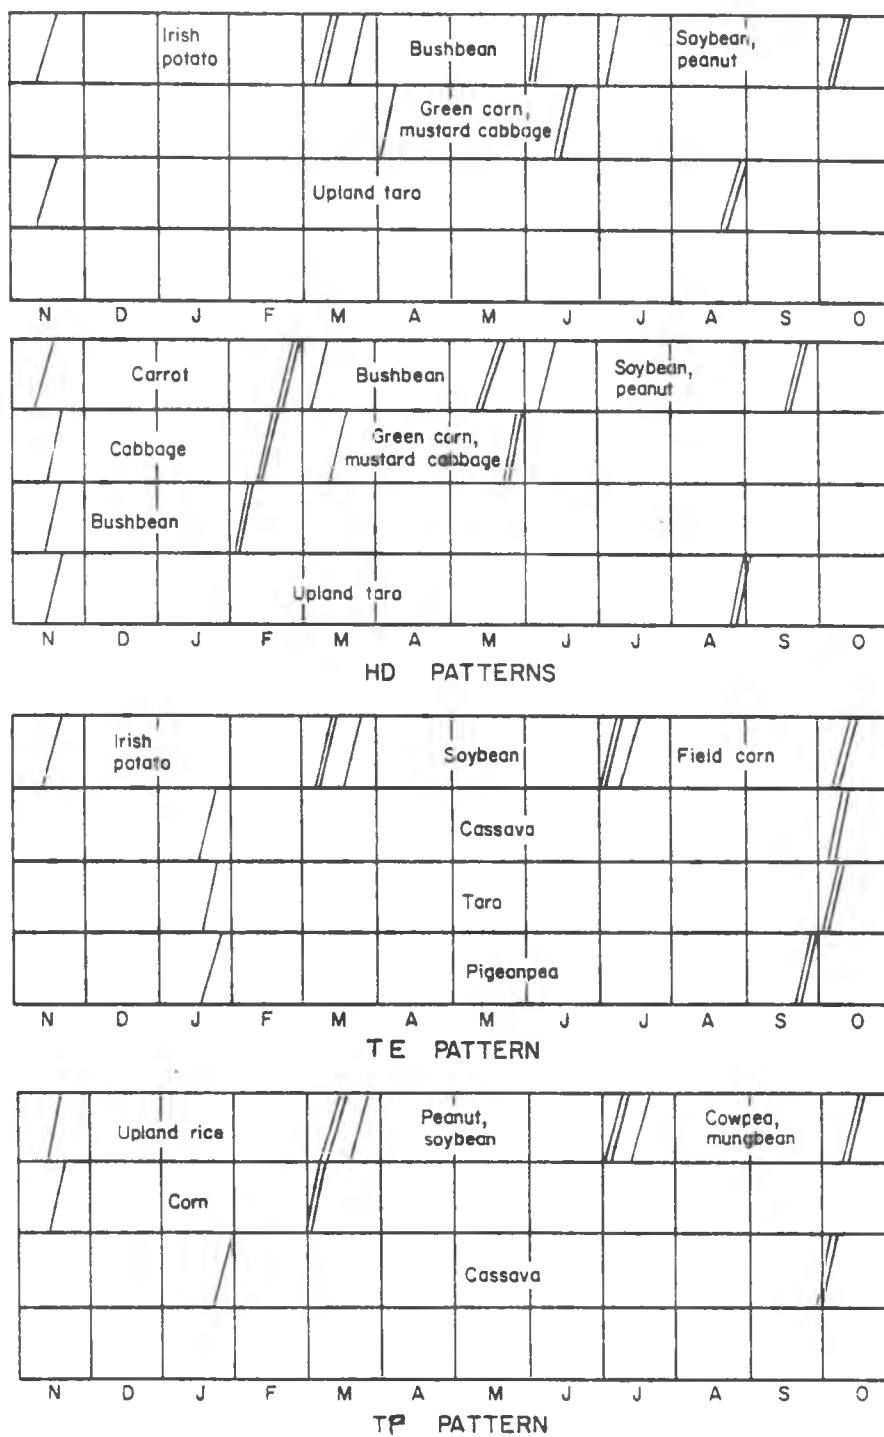 Irish
potato
Bushbean
Soybean,
peanut
Green corn,
mustard cabbage
Upland taro
N D J F M A M J J A S O
Carrot
Bushbean
Soybean,
peanut
Cabbage
Green corn,
mustard cabbage
Bushbean
Upland taro
N D J F M A M J J A S O
HD PATTERNS
Irish
potato
Soybean
Field corn
Cassava
Taro
Pigeonpea
N D J F M A M J J A S O
TE PATTERN
Upland rice
Peanut,
soybean
Cowpea,
mungbean
Corn
Cassava
N D J F M A M J J A S O
TP PATTERN